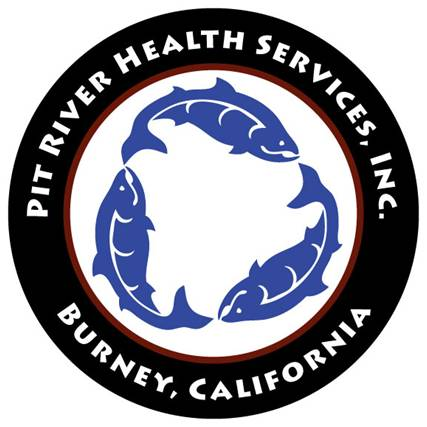 PIT RIVER HEALTH SERVICES, INC.
BURNEY, CALIFORNIA